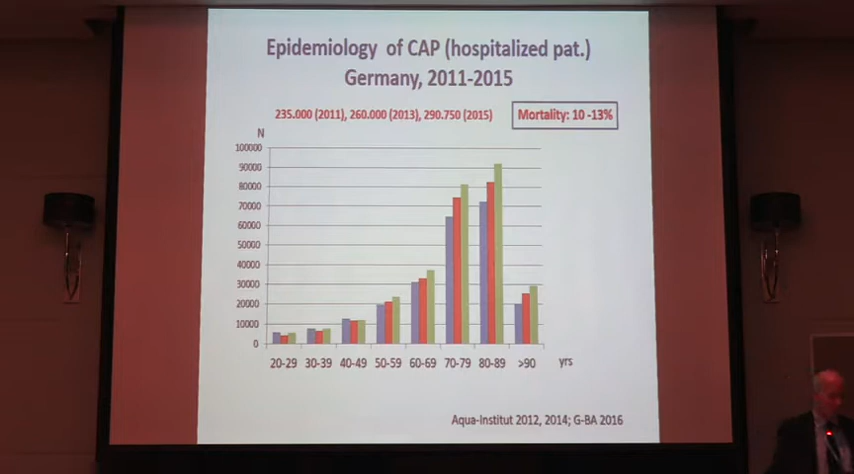 Epidemiology of CAP (hospitalized pat.)
Germany, 2011-2015
235.000 (2011), 260.000 (2013), 290.750 (2015)
Mortality: 10 -13%
N
100000
90000
80000
70000
60000
50000
40000
30000
20000
10000
0
20-29 30-39 40-49 50-59 60-69 70-79 80-89 >90 yrs
Aqua-Institut 2012, 2014; G-BA 2016